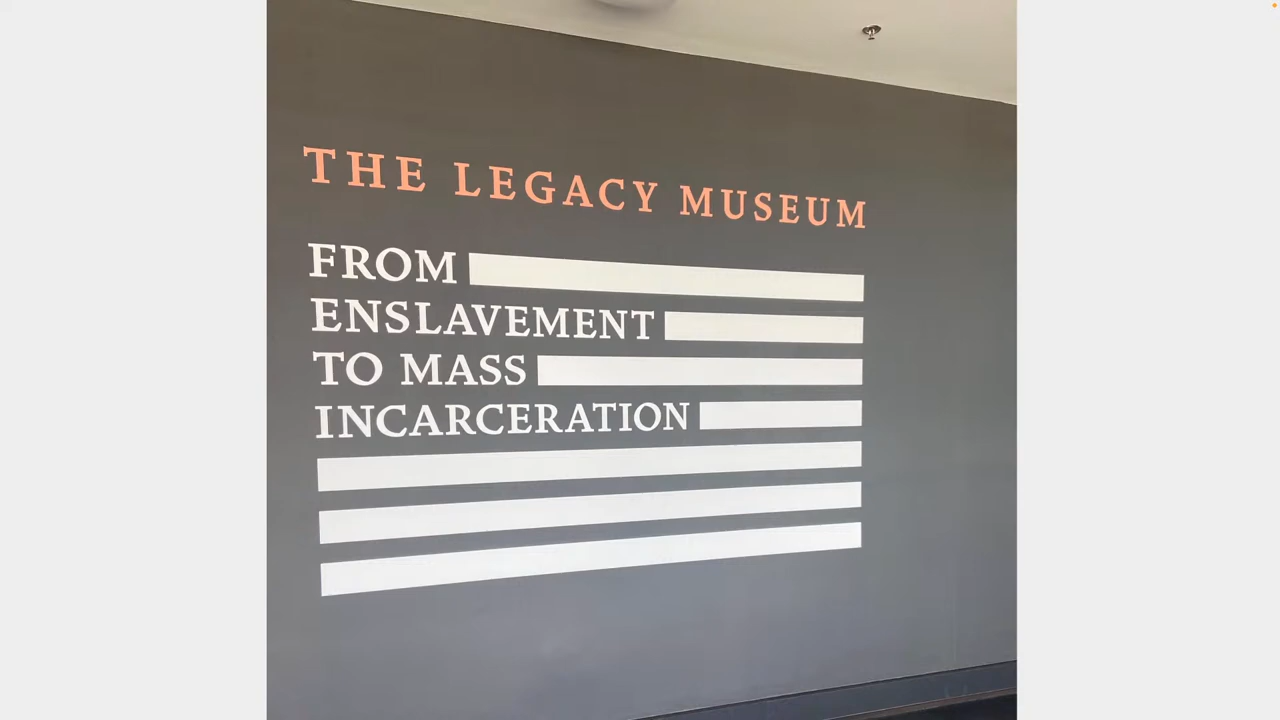 THE LEGACY MUSEUM
FROM
ENSLAVEMENT
TO MASS
INCARCERATION